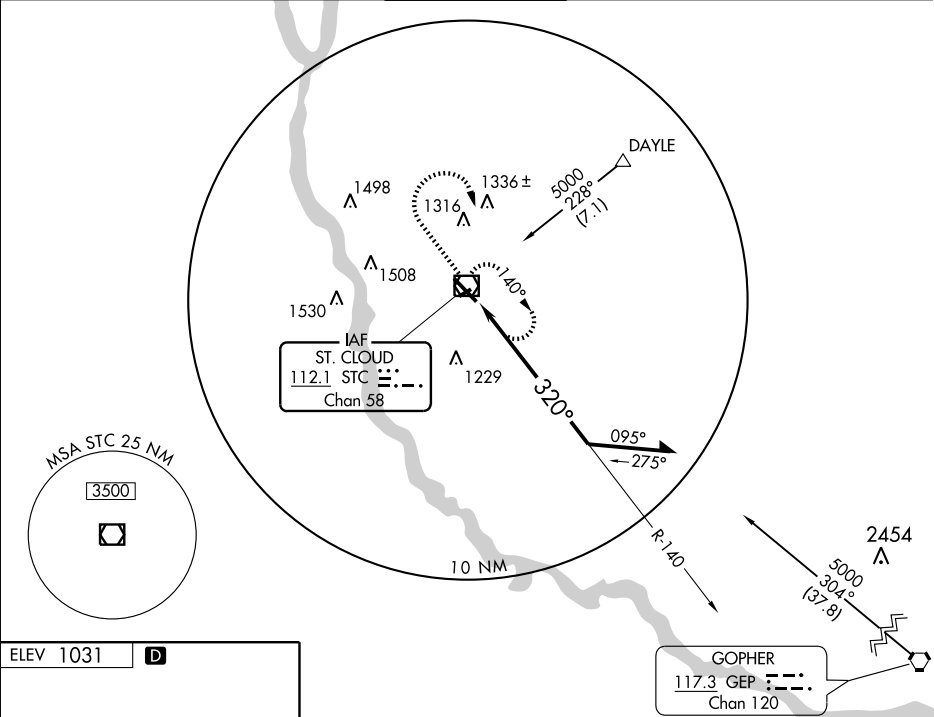 DAYLE
5000
228°
(7.1)
1498
1336 ±
1316
1508
1530
140°
IAF
ST. CLOUD
112.1 STC
Chan 58
1229
320°
095°
275°
MSA STC 25 NM
3500
R-140
10 NM
2454
5000
304°
(37.8)
ELEV 1031 D
GOPHER
117.3 GEP
Chan 120